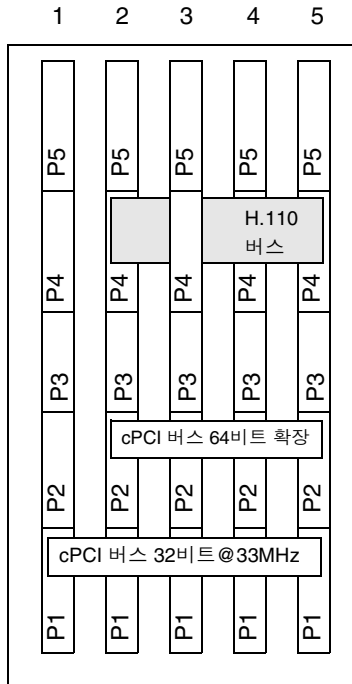 1 2 3 4 5
P5 P5 P5 P5 P5
H.110
버스
P4 P4 P4 P4 P4
P3 P3 P3 P3 P3
cPCI 버스 64비트 확장
P2 P2 P2 P2 P2
cPCI 버스 32비트@33MHz
P1 P1 P1 P1 P1